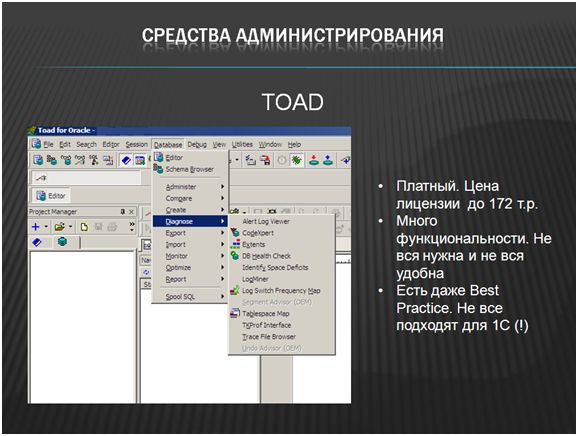 СРЕДСТВА АДМИНИСТРИРОВАНИЯ
TOAD
Toad for Oracle -
File Edit Search Editor Session Database Debug View Utilities Window Help
Editor
Schema Browser
Administer
Compare
Create
Diagnose
Export
Import
Monitor
Optimize
Report
Spool SQL
Alert Log Viewer
CodeXpert
Extents
DB Health Check
Identify Space Deficits
LogMiner
Log Switch Frequency Map
Segment Advisor (OEM)
Tablespace Map
TKProf Interface
Trace File Browser
Undo Advisor (OEM)
Editor
Project Manager
• Платный. Цена
лицензии до 172 т.р.
• Много
функциональности. Не
вся нужна и не вся
удобна
• Есть даже Best
Practice. Не все
подходят для 1С (!)